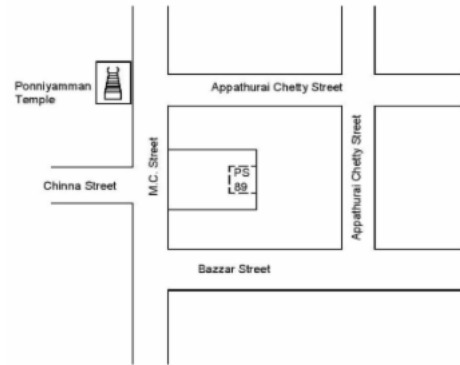 Ponniyamman
Temple
Appathurai Chetty Street
Chinna Street
M.C. Street
PS
89
Appathurai Chetty Street
Bazzar Street